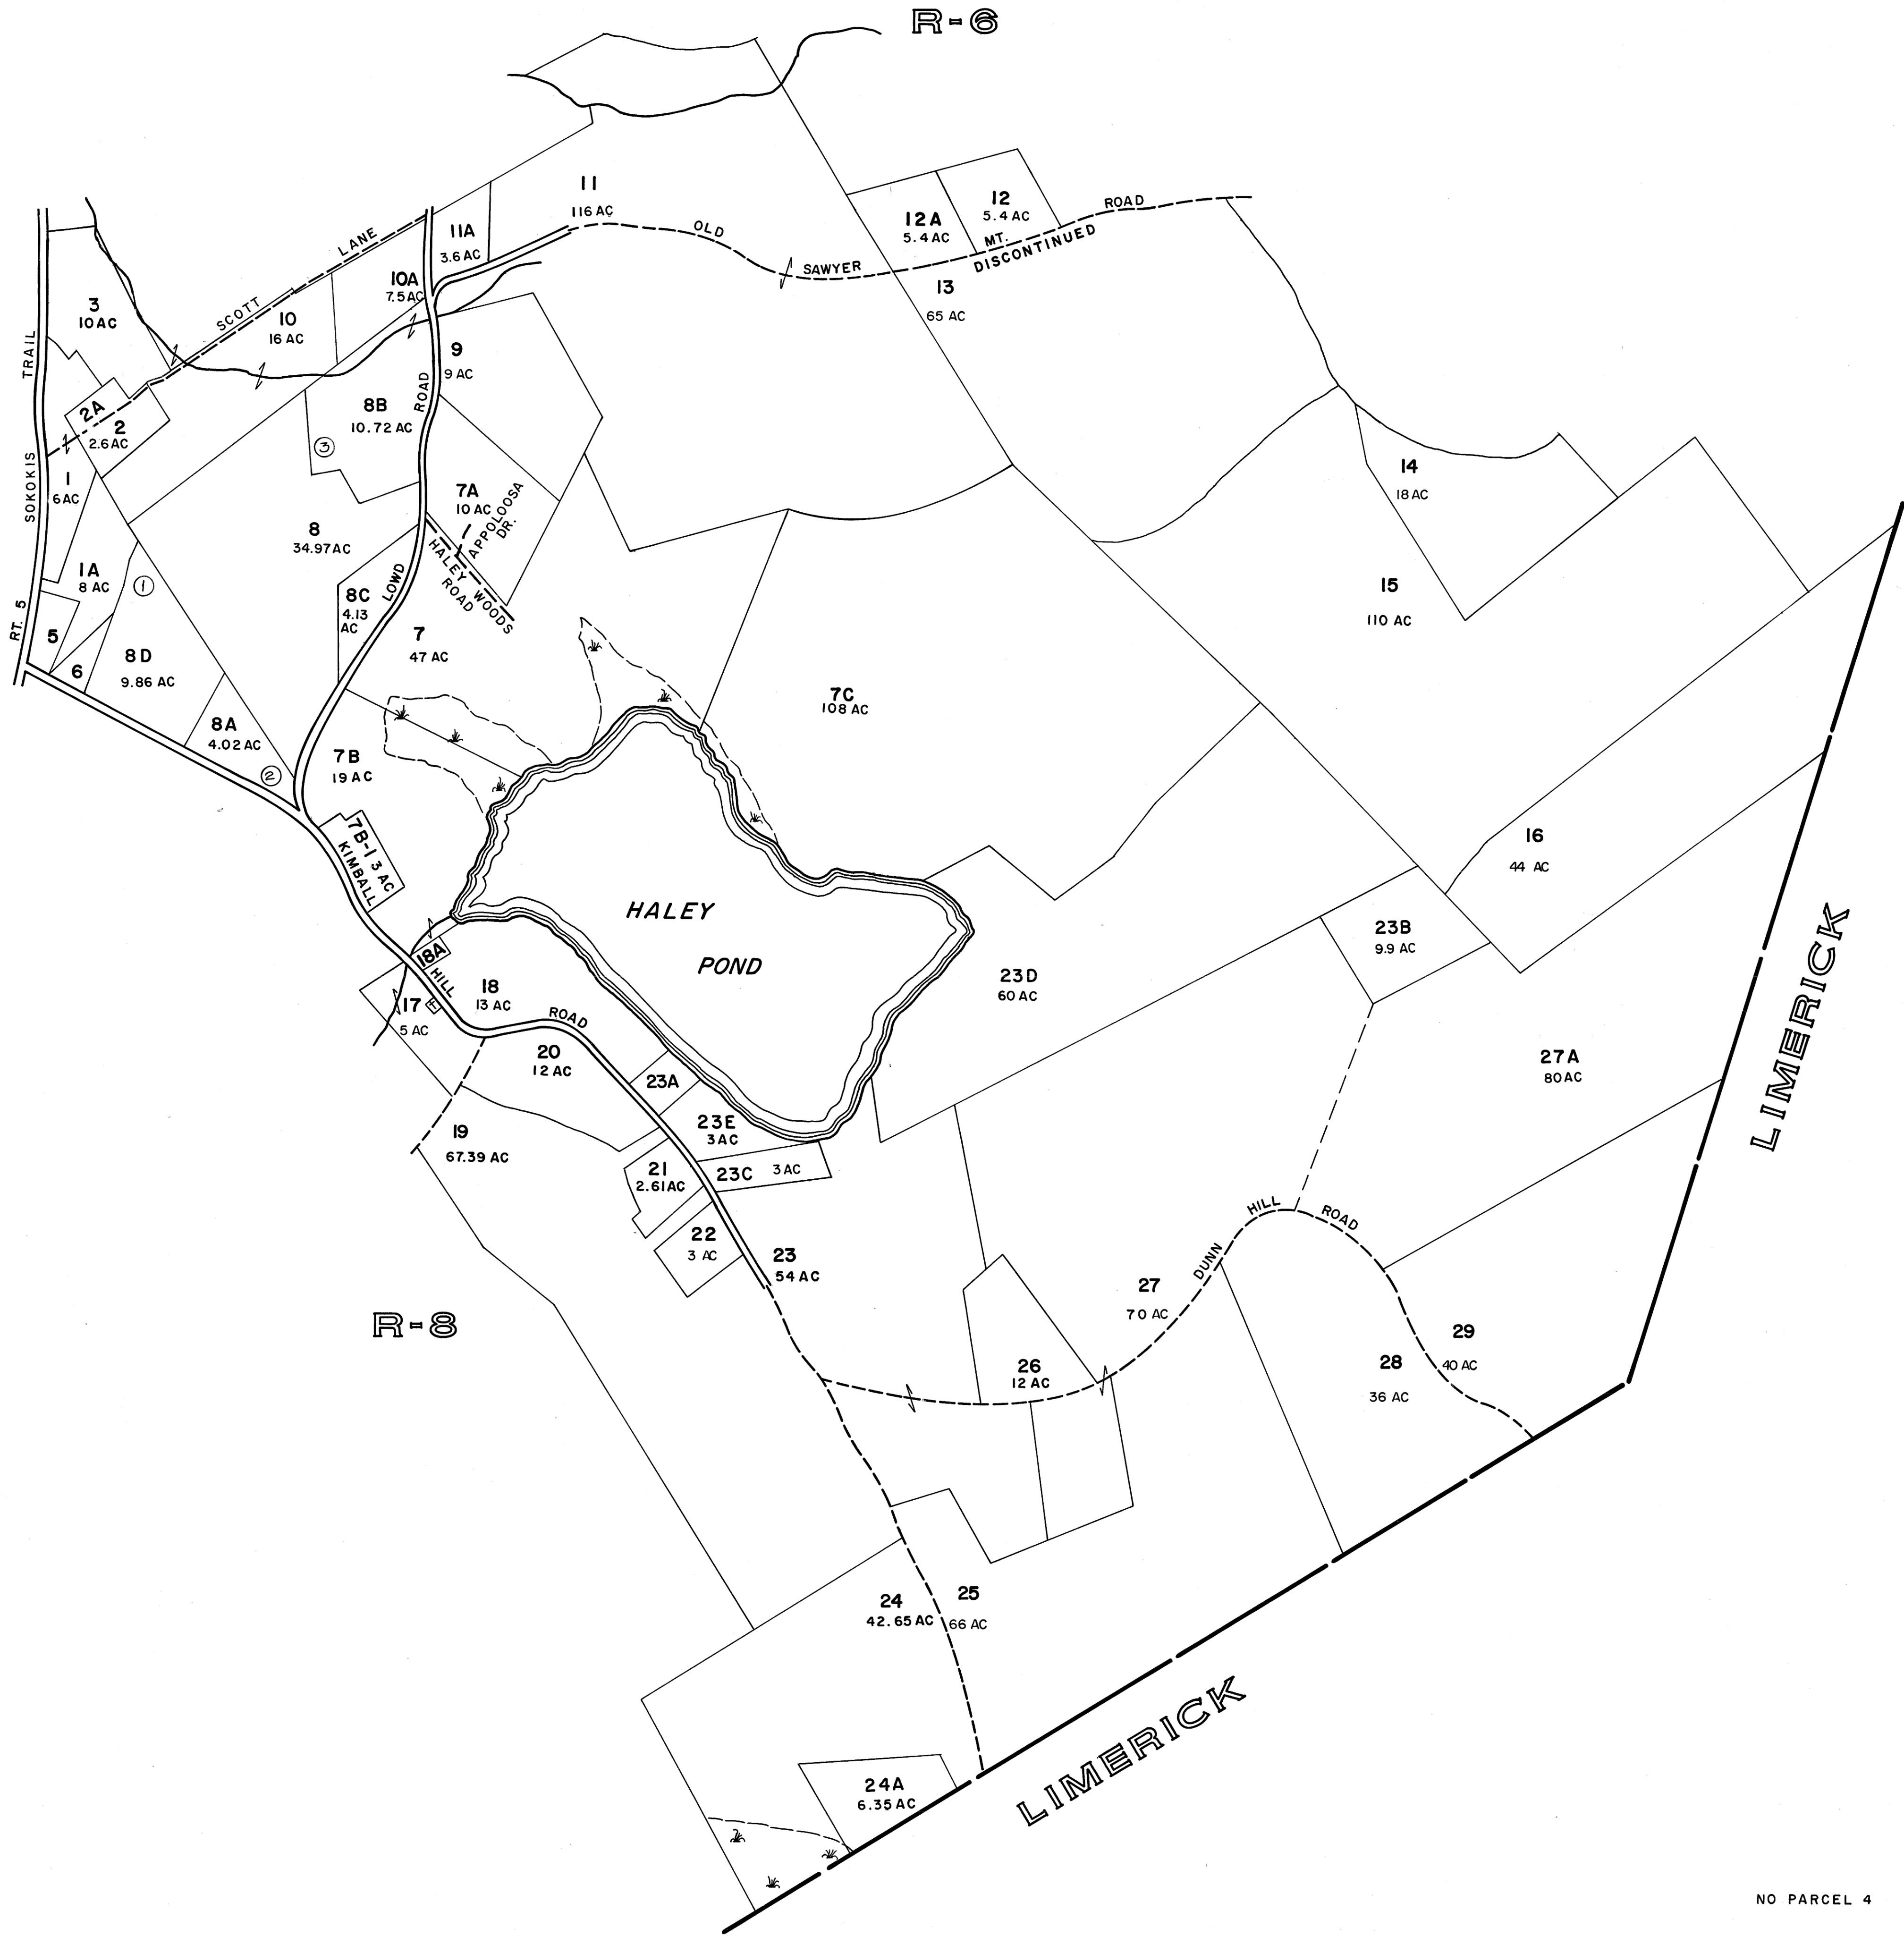 R-6
11
116 AC
11A
3.6 AC
12A
5.4 AC
12
5.4 AC
OLD
SAWYER
MT.
ROAD
DISCONTINUED
13
65 AC
SCOTT
LANE
3
10 AC
10
16 AC
10A
7.5 AC
9
9 AC
SOKOKIS
TRAIL
RT. 5
2A
2
2.6 AC
1
6 AC
1A
8 AC
1
5
6
8B
10.72 AC
3
8
34.97 AC
8C
4.13
AC
8D
9.86 AC
8A
4.02 AC
2
LOWD
ROAD
7A
10 AC
APPOLOOSA
DR.
HALEY WOODS
ROAD
7
47 AC
7B
19 AC
7B-1 3 AC
7C
108 AC
14
18 AC
15
110 AC
16
44 AC
KIMBALL
HILL
ROAD
HALEY
POND
18A
18
13 AC
17
5 AC
20
12 AC
19
67.39 AC
23A
23E
3 AC
23C 3 AC
21
2.61 AC
22
3 AC
23
54 AC
23D
60 AC
23B
9.9 AC
27A
80 AC
LIMERICK
DUNN
HILL
ROAD
27
70 AC
26
12 AC
28
36 AC
29
40 AC
R-8
24
42.65 AC
25
66 AC
24A
6.35 AC
LIMERICK
NO PARCEL 4